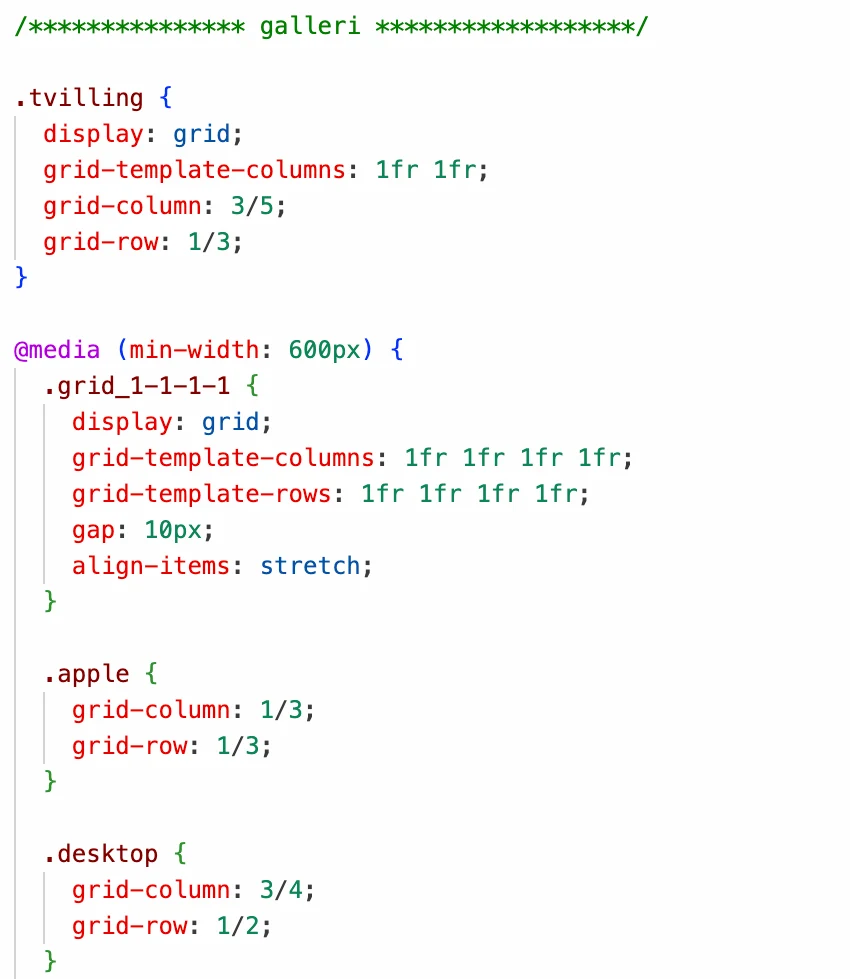 /*************** galleri ******************/
.tvilling {
display: grid;
grid-template-columns: 1fr 1fr;
grid-column: 3/5;
grid-row: 1/3;
}
@media (min-width: 600px) {
.grid_1-1-1-1 {
display: grid;
grid-template-columns: 1fr 1fr 1fr 1fr;
grid-template-rows: 1fr 1fr 1fr 1fr;
gap: 10px;
align-items: stretch;
}
.apple {
grid-column: 1/3;
grid-row: 1/3;
}
.desktop {
grid-column: 3/4;
grid-row: 1/2;
}